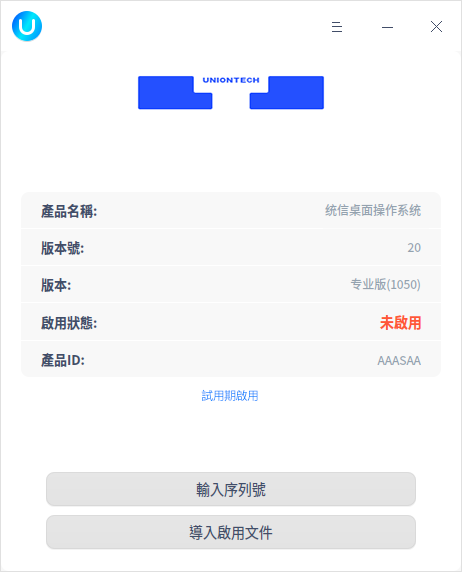 UNIONTECH
產品名稱: 统信桌面操作系统
版本號: 20
版本: 专业版(1050)
啟用狀態: 未啟用
產品ID: AAASAA
試用期啟用
輸入序列號
導入啟用文件